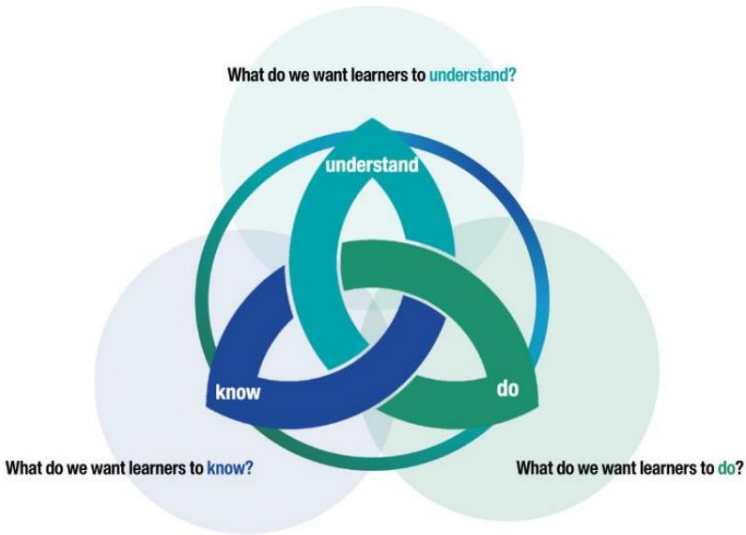 What do we want learners to understand?
understand
know
do
What do we want learners to know?
What do we want learners to do?